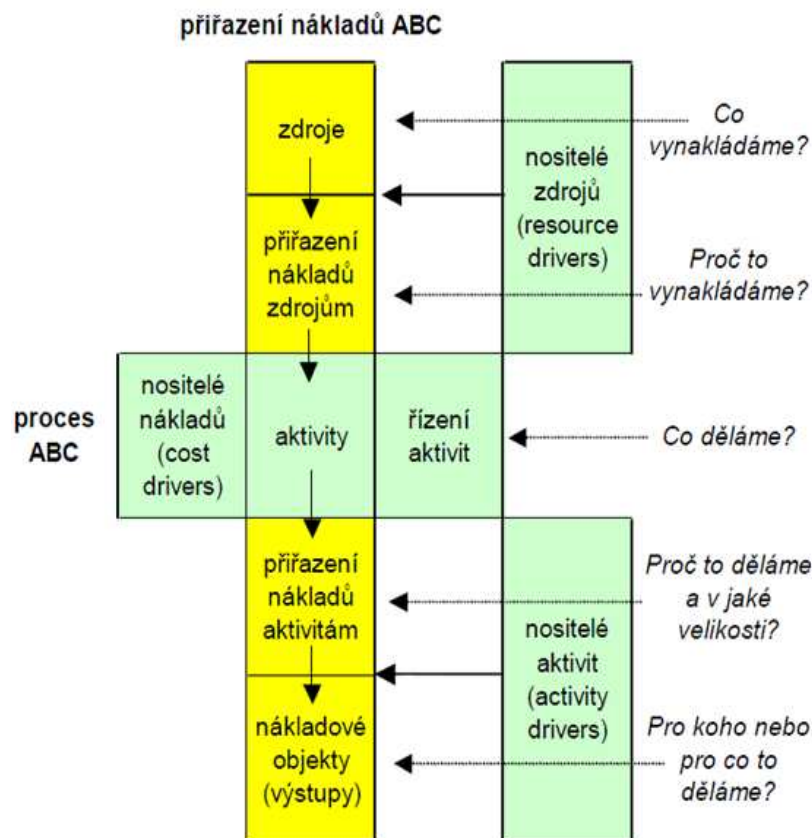 přiřazení nákladů ABC
zdroje
Co
vynakládáme?
nositelé
zdrojů
(resource
drivers)
přiřazení
nákladů
zdrojům
Proč to
vynakládáme?
proces
ABC
nositelé
nákladů
(cost
drivers)
aktivity
řízení
aktivit
Co děláme?
přiřazení
nákladů
aktivitám
Proč to děláme
a v jaké
velikosti?
nositelé
aktivit
(activity
drivers)
nákladové
objekty
(výstupy)
Pro koho nebo
pro co to
děláme?